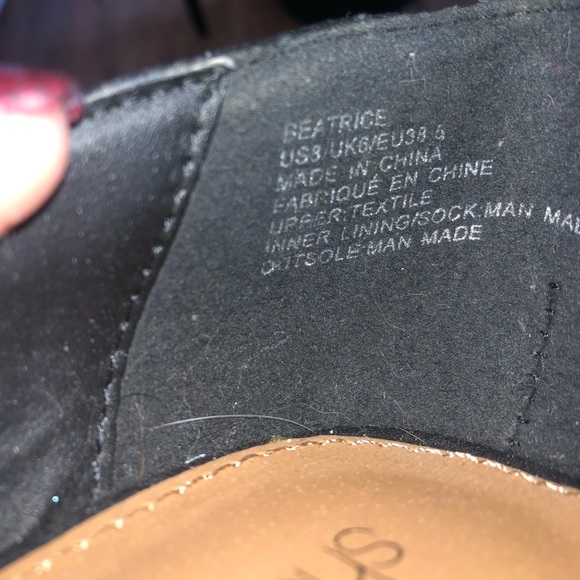 BEATRICE
US8/UK6/EU38.5
MADE IN CHINA
FABRIQUÉ EN CHINE
UPPER:TEXTILE
INNER LINING/SOCK:MAN MA
OUTSOLE:MAN MADE